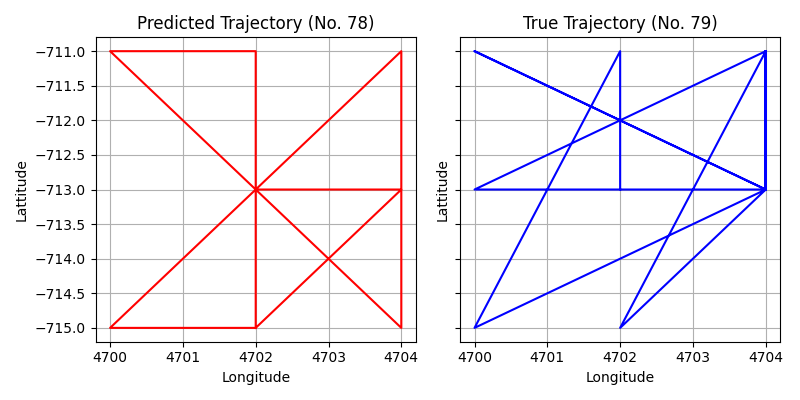 Predicted Trajectory (No. 78)
True Trajectory (No. 79)
Lattitude
−711.0
−711.5
−712.0
−712.5
−713.0
−713.5
−714.0
−714.5
−715.0
4700 4701 4702 4703 4704
Longitude
Lattitude
4700 4701 4702 4703 4704
Longitude